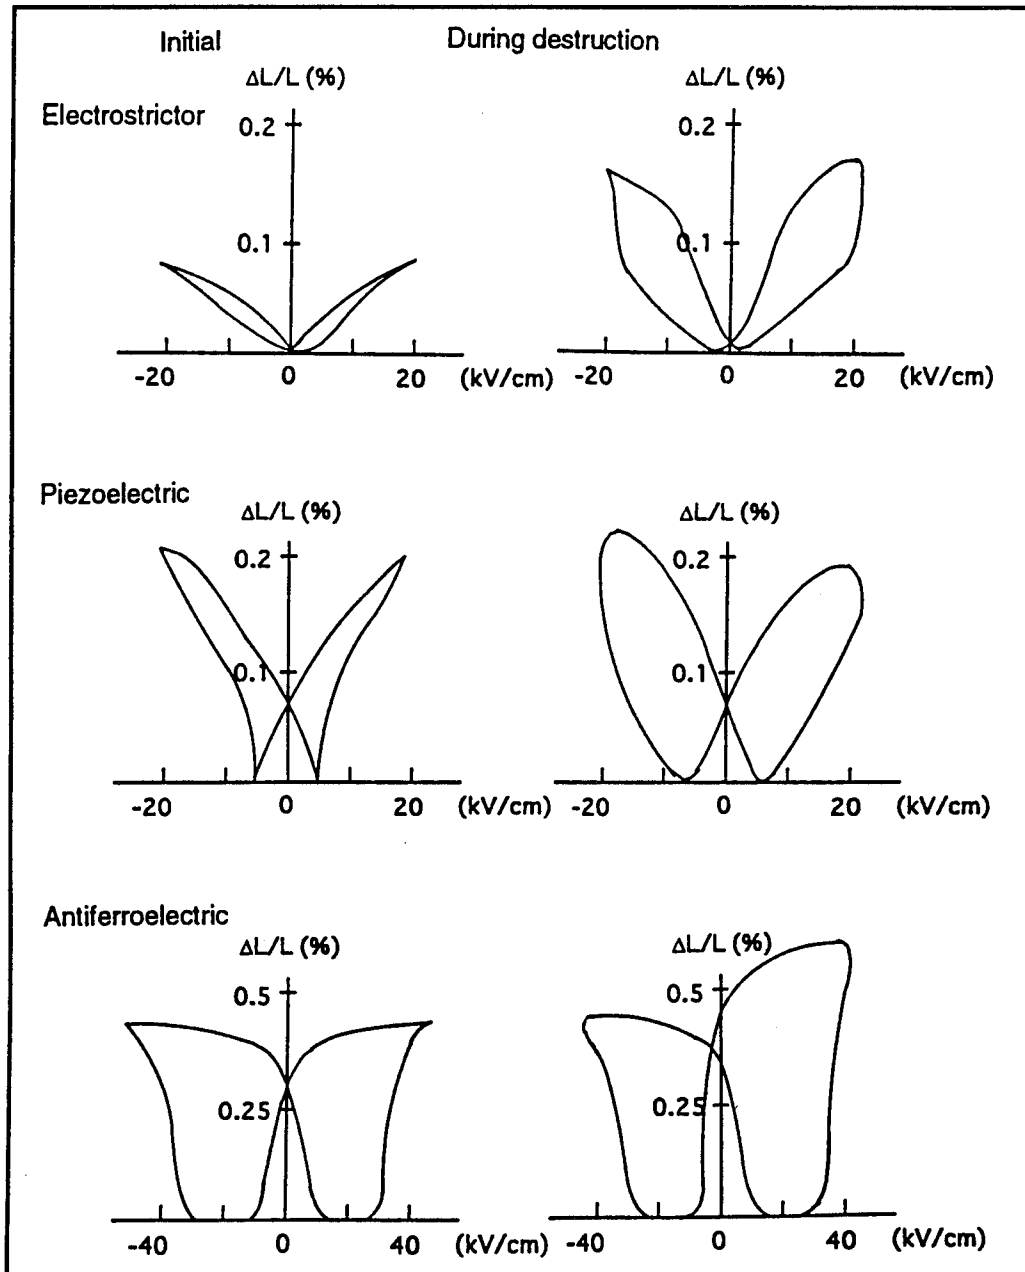 Initial During destruction
ΔL/L (%) ΔL/L (%)
Electrostrictor
0.2 0.2
0.1 0.1
-20 0 20 (kV/cm) -20 0 20 (kV/cm)
Piezoelectric
ΔL/L (%) ΔL/L (%)
0.2 0.2
0.1 0.1
-20 0 20 (kV/cm) -20 0 20 (kV/cm)
Antiferroelectric
ΔL/L (%) ΔL/L (%)
0.5 0.5
0.25 0.25
-40 0 40 (kV/cm) -40 0 40 (kV/cm)